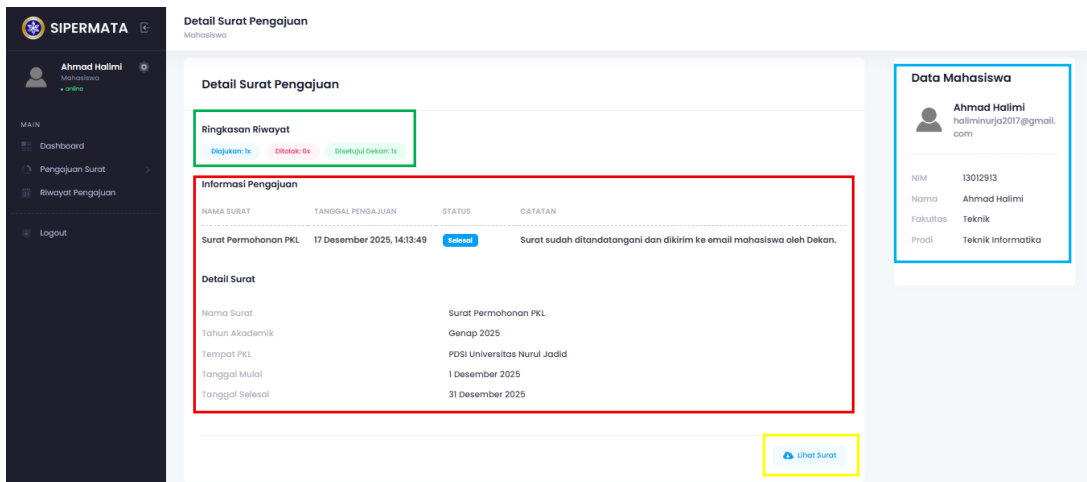 SIPERMATA
Ahmad Halimi
Mahasiswa
online
MAIN
Dashboard
Pengajuan Surat
Riwayat Pengajuan
Logout
Detail Surat Pengajuan
Mahasiswa
Detail Surat Pengajuan
Ringkasan Riwayat
Diajukan: 1x Ditolak: 0x Disetujui Dekan: 1x
Informasi Pengajuan
NAMA SURAT TANGGAL PENGAJUAN STATUS CATATAN
Surat Permohonan PKL 17 Desember 2025, 14:13:49 Selesai Surat sudah ditandatangani dan dikirim ke email mahasiswa oleh Dekan.
Detail Surat
Nama Surat Surat Permohonan PKL
Tahun Akademik Genap 2025
Tempat PKL PDSI Universitas Nurul Jadid
Tanggal Mulai 1 Desember 2025
Tanggal Selesai 31 Desember 2025
Lihat Surat
Data Mahasiswa
Ahmad Halimi
haliminurja2017@gmail.
com
NIM 13012913
Nama Ahmad Halimi
Fakultas Teknik
Prodi Teknik Informatika